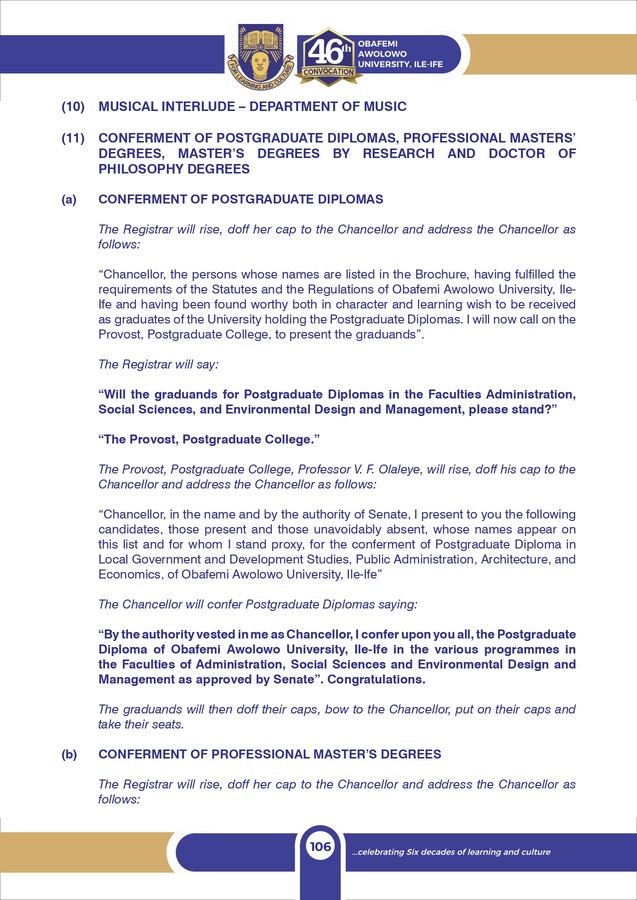 FOR LEARNING AND CULTURE
46th
CONVOCATION
OBAFEMI
AWOLOWO
UNIVERSITY, ILE-IFE
(10) MUSICAL INTERLUDE – DEPARTMENT OF MUSIC
(11) CONFERMENT OF POSTGRADUATE DIPLOMAS, PROFESSIONAL MASTERS’
DEGREES, MASTER’S DEGREES BY RESEARCH AND DOCTOR OF
PHILOSOPHY DEGREES
(a) CONFERMENT OF POSTGRADUATE DIPLOMAS
The Registrar will rise, doff her cap to the Chancellor and address the Chancellor as
follows:
“Chancellor, the persons whose names are listed in the Brochure, having fulfilled the
requirements of the Statutes and the Regulations of Obafemi Awolowo University, Ile-
Ife and having been found worthy both in character and learning wish to be received
as graduates of the University holding the Postgraduate Diplomas. I will now call on the
Provost, Postgraduate College, to present the graduands”.
The Registrar will say:
“Will the graduands for Postgraduate Diplomas in the Faculties Administration,
Social Sciences, and Environmental Design and Management, please stand?”
“The Provost, Postgraduate College.”
The Provost, Postgraduate College, Professor V. F. Olaleye, will rise, doff his cap to the
Chancellor and address the Chancellor as follows:
“Chancellor, in the name and by the authority of Senate, I present to you the following
candidates, those present and those unavoidably absent, whose names appear on
this list and for whom I stand proxy, for the conferment of Postgraduate Diploma in
Local Government and Development Studies, Public Administration, Architecture, and
Economics, of Obafemi Awolowo University, Ile-Ife”
The Chancellor will confer Postgraduate Diplomas saying:
“By the authority vested in me as Chancellor, I confer upon you all, the Postgraduate
Diploma of Obafemi Awolowo University, Ile-Ife in the various programmes in
the Faculties of Administration, Social Sciences and Environmental Design and
Management as approved by Senate”. Congratulations.
The graduands will then doff their caps, bow to the Chancellor, put on their caps and
take their seats.
(b) CONFERMENT OF PROFESSIONAL MASTER’S DEGREES
The Registrar will rise, doff her cap to the Chancellor and address the Chancellor as
follows:
106
...celebrating Six decades of learning and culture